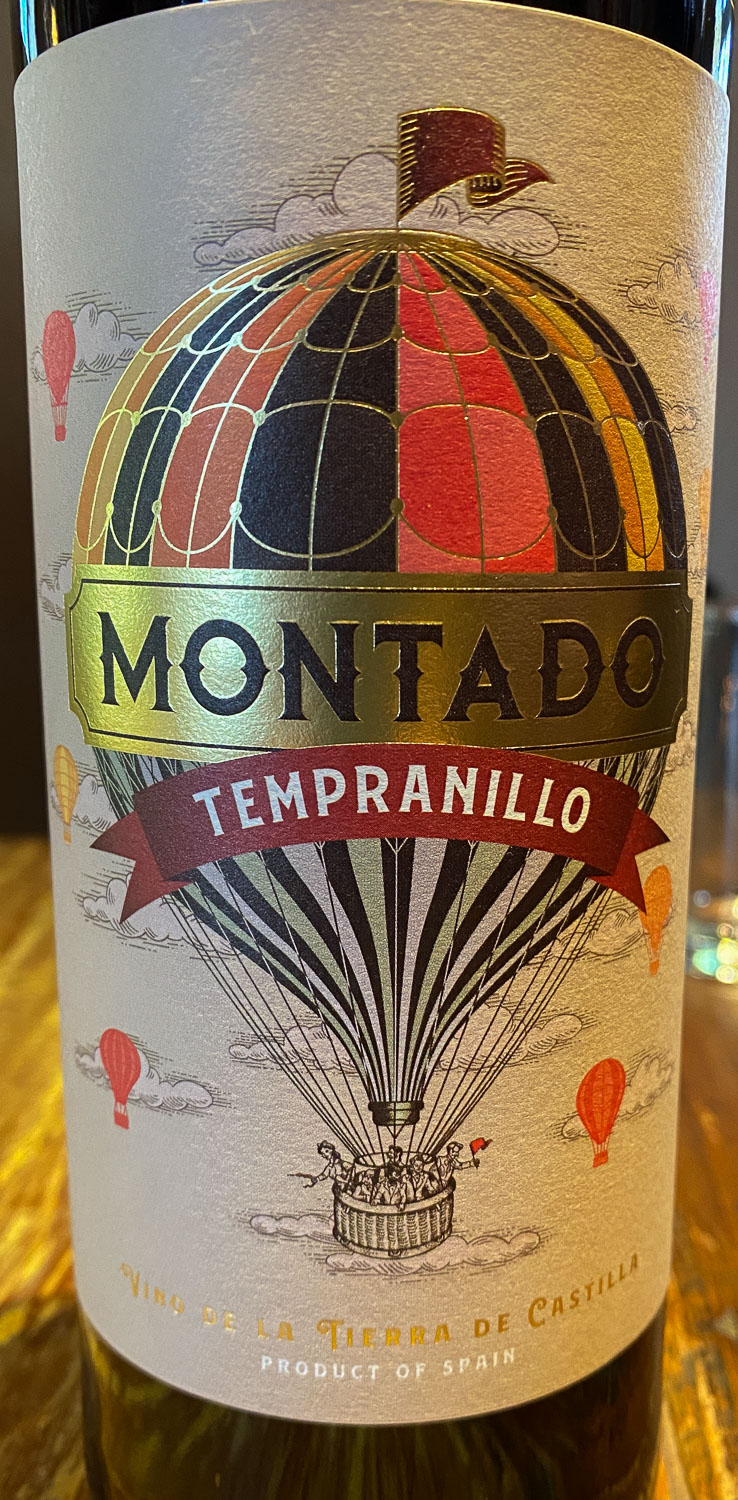 MONTADO
TEMPRANILLO
VINO DE LA TIERRA DE CASTILLA
PRODUCT OF SPAIN